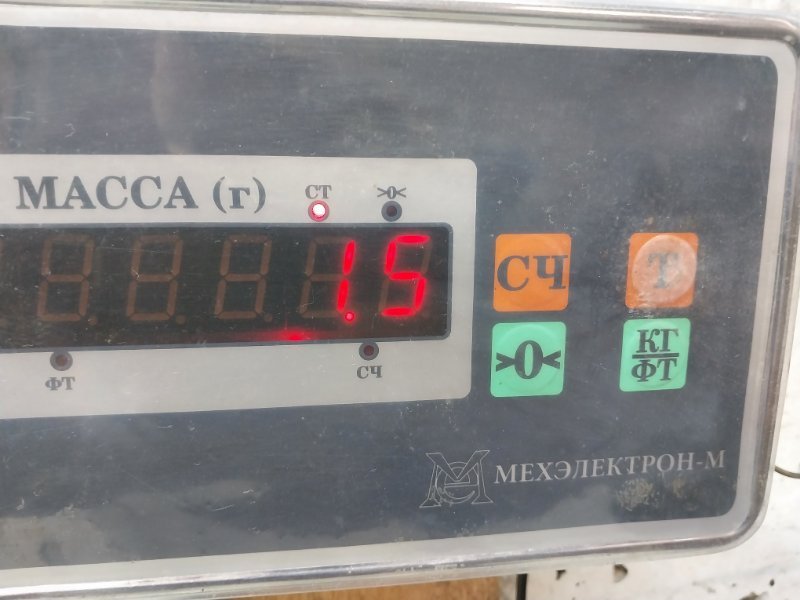 МАССА (г)
СТ
>0<
1.5
ФТ
СЧ
СЧ
Т
>0<
КГ
ФТ
МЕХЭЛЕКТРОН-М